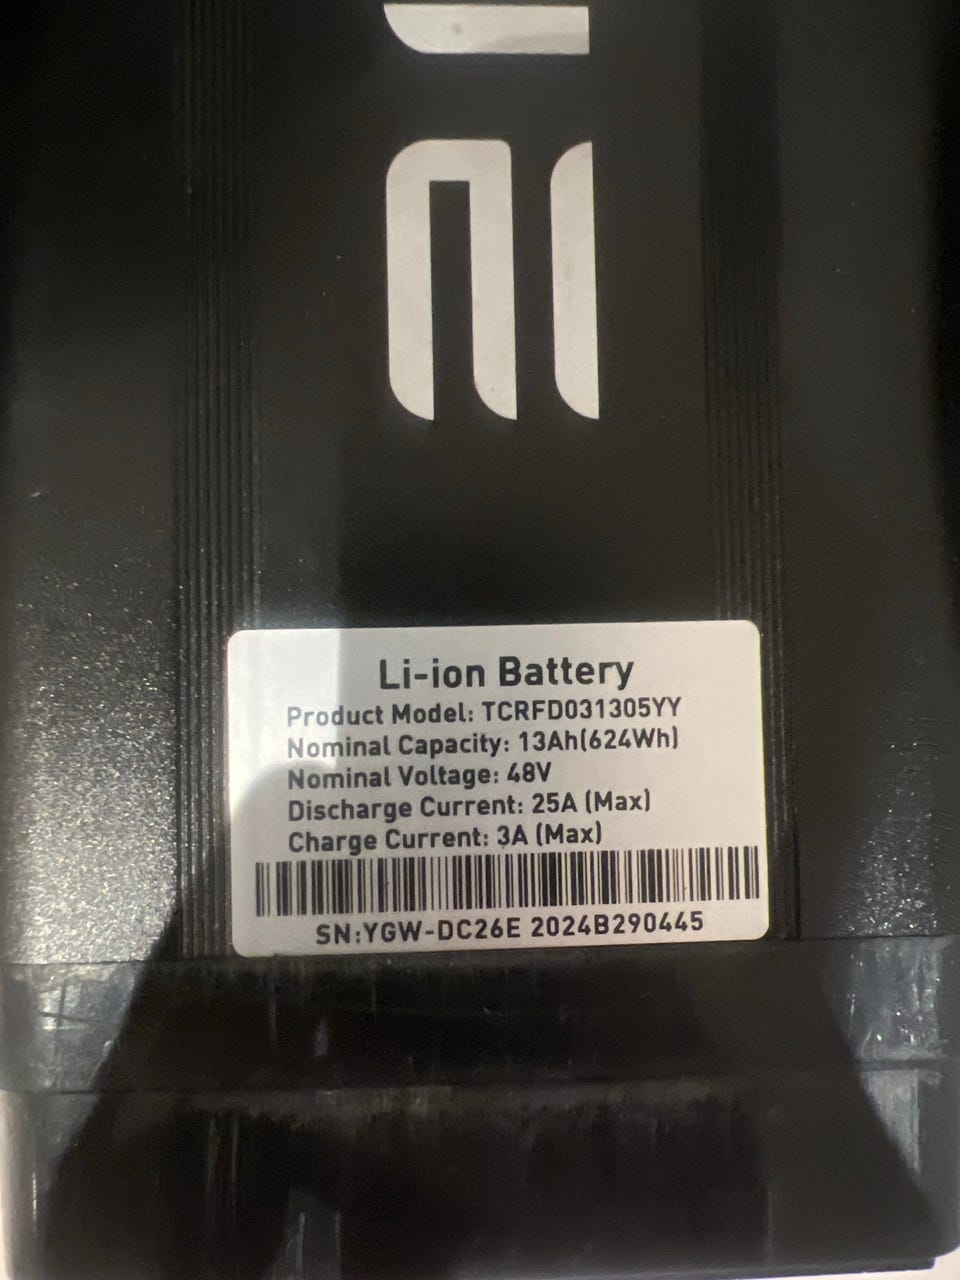 Li-ion Battery
Product Model: TCRFD031305YY
Nominal Capacity: 13Ah(624Wh)
Nominal Voltage: 48V
Discharge Current: 25A (Max)
Charge Current: 3A (Max)
SN:YGW-DC26E 2024B290445